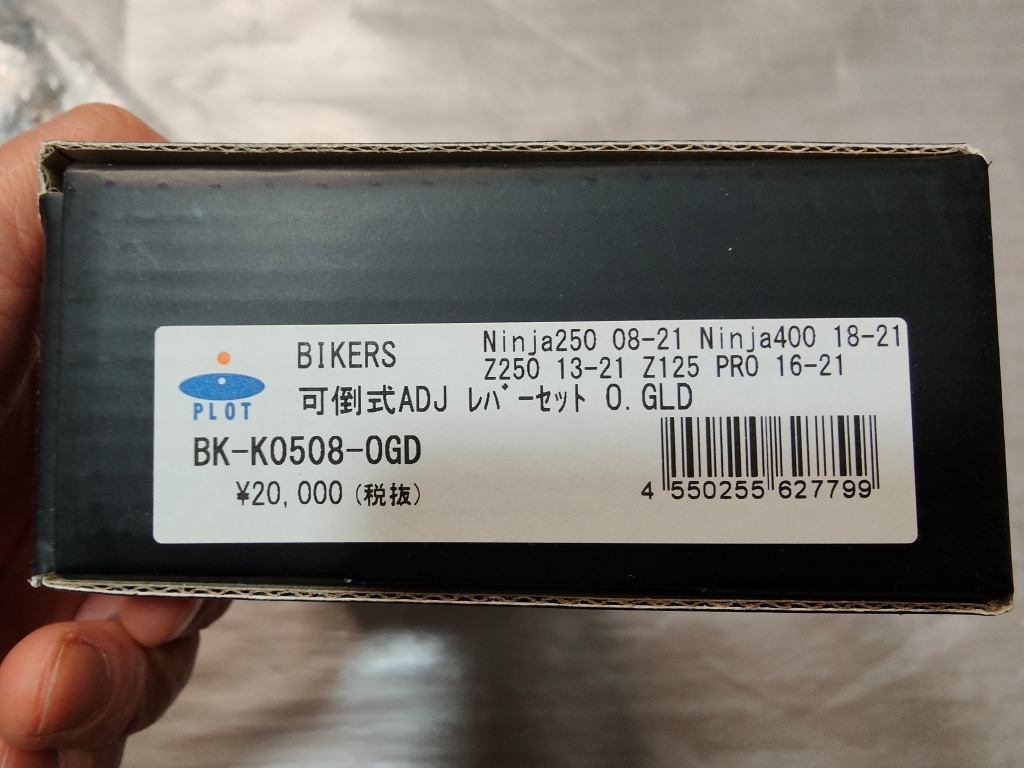 BIKERS
Ninja250 08-21 Ninja400 18-21
Z250 13-21 Z125 PRO 16-21
PLOT
可倒式ADJ ﾚﾊﾞｰｾｯﾄ O.GLD
BK-K0508-OGD
¥20,000(税抜)
4 550255 627799